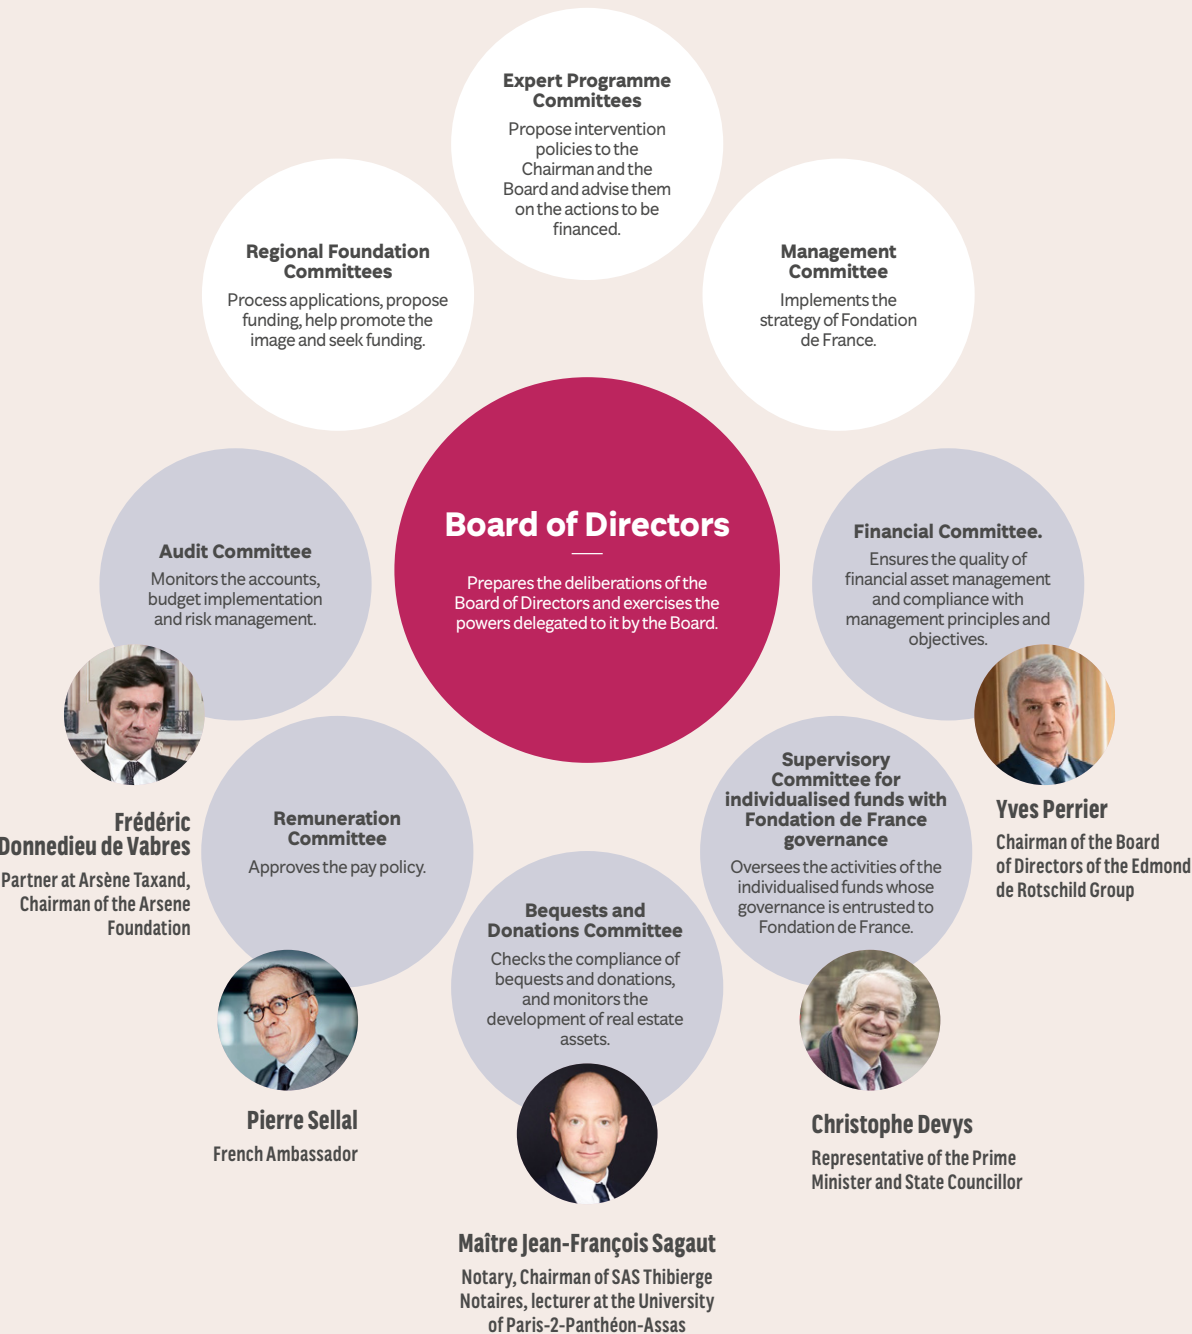 Expert Programme
Committees
Propose intervention
policies to the
Chairman and the
Board and advise them
on the actions to be
financed.
Regional Foundation
Committees
Process applications, propose
funding, help promote the
image and seek funding.
Management
Committee
Implements the
strategy of Fondation
de France.
Board of Directors
Prepares the deliberations of the
Board of Directors and exercises the
powers delegated to it by the Board.
Audit Committee
Monitors the accounts,
budget implementation
and risk management.
Financial Committee.
Ensures the quality of
financial asset management
and compliance with
management principles and
objectives.
Frédéric
Donnedieu de Vabres
Partner at Arsène Taxand,
Chairman of the Arsene
Foundation
Remuneration
Committee
Approves the pay policy.
Supervisory
Committee for
individualised funds with
Fondation de France
governance
Oversees the activities of the
individualised funds whose
governance is entrusted to
Fondation de France.
Yves Perrier
Chairman of the Board
of Directors of the Edmond
de Rotschild Group
Bequests and
Donations Committee
Checks the compliance of
bequests and donations,
and monitors the
development of real estate
assets.
Pierre Sellal
French Ambassador
Christophe Devys
Representative of the Prime
Minister and State Councillor
Maître Jean-François Sagaut
Notary, Chairman of SAS Thibierge
Notaires, lecturer at the University
of Paris-2-Panthéon-Assas